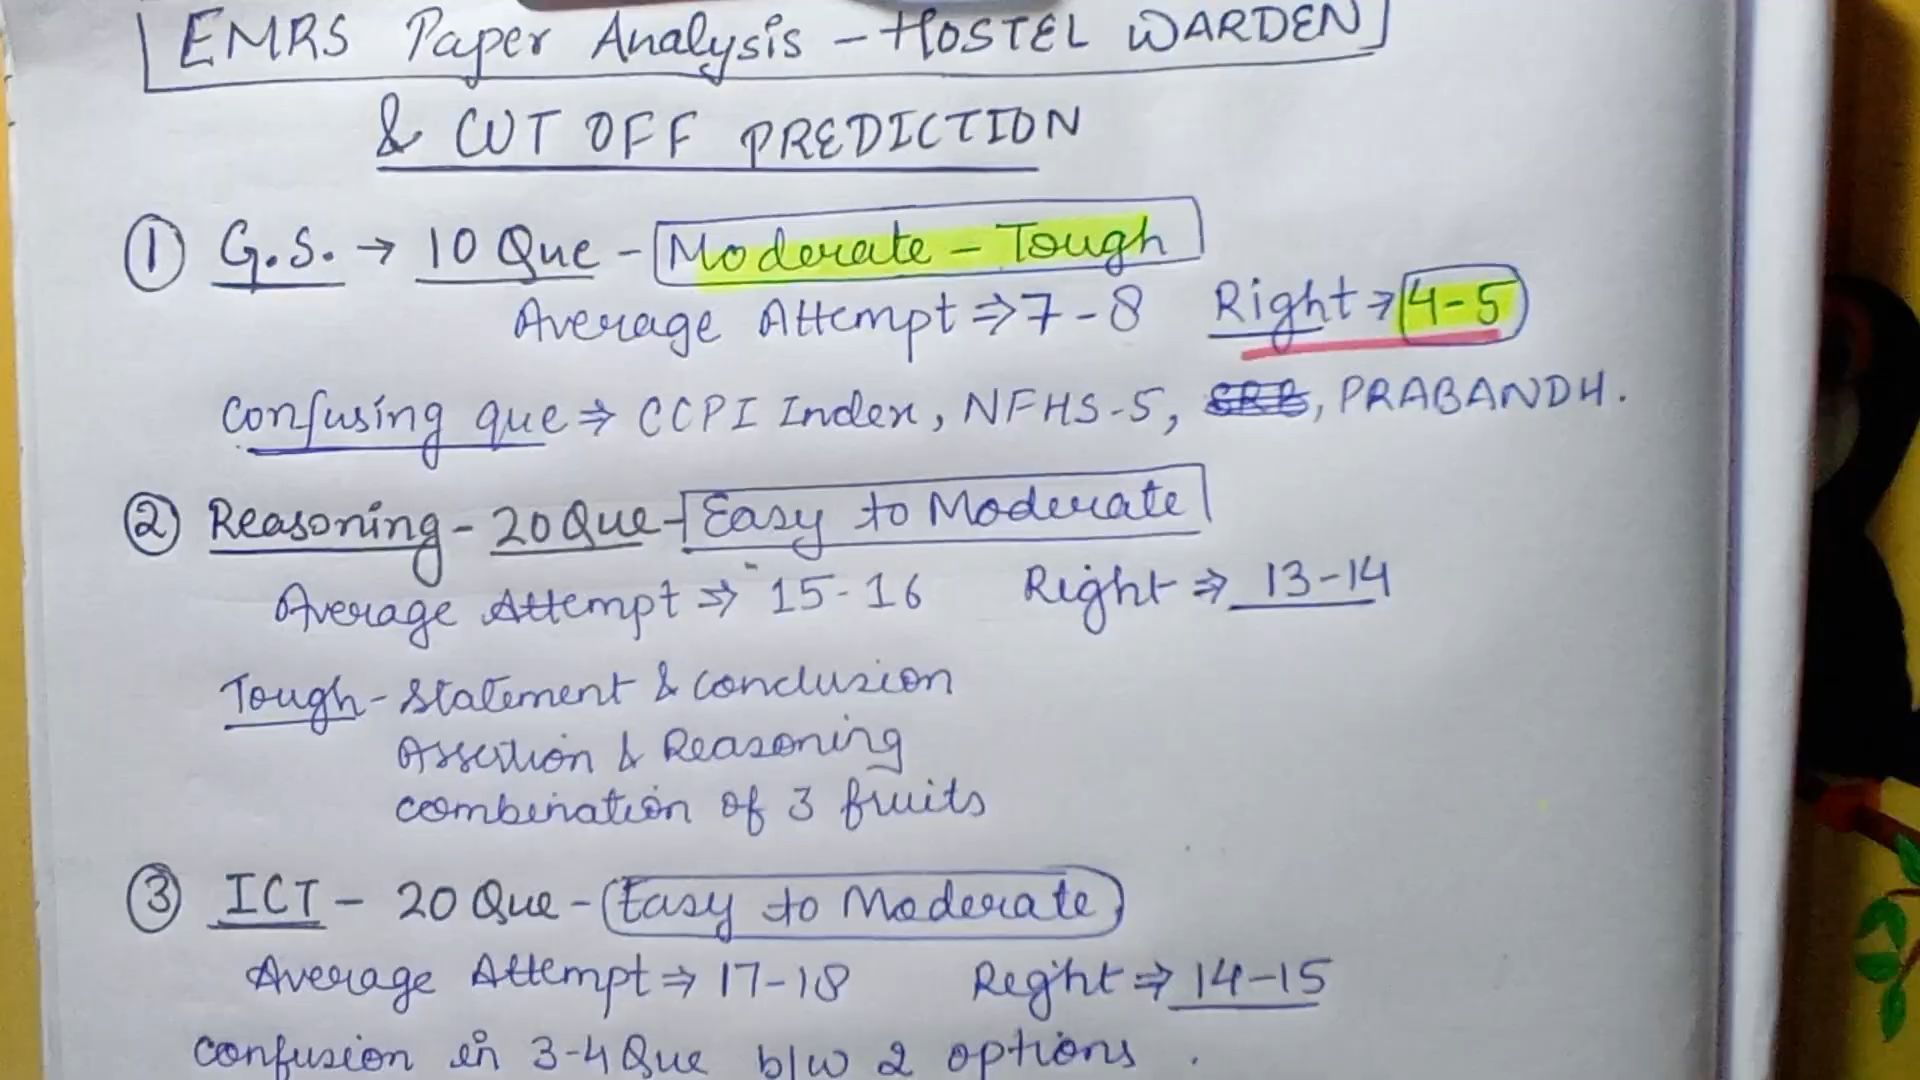 EMRS Paper Analysis - HOSTEL WARDEN
& CUT OFF PREDICTION
① G.S. → 10 Que - Moderate - Tough
Average Attempt ⇒ 7-8 Right ⇒ 4-5
Confusing que ⇒ CCPI Index, NFHS-5, , PRABANDH.
② Reasoning - 20 Que - Easy to Moderate
Average Attempt ⇒ 15-16 Right ⇒ 13-14
Tough - Statement & Conclusion
Assertion & Reasoning
combination of 3 fruits
③ ICT - 20 Que - Easy to Moderate
Average Attempt ⇒ 17-18 Right ⇒ 14-15
confusion in 3-4 Que b/w 2 options .